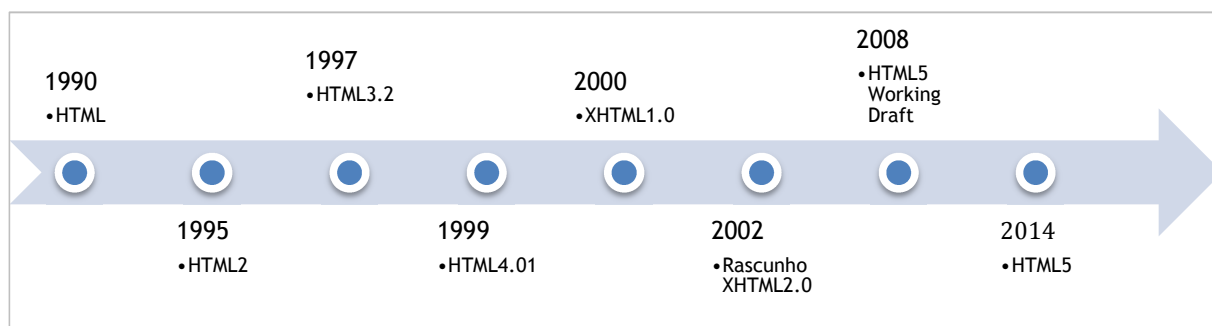 1990
•HTML
1995
•HTML2
1997
•HTML3.2
1999
•HTML4.01
2000
•XHTML1.0
2002
•Rascunho
XHTML2.0
2008
•HTML5
Working
Draft
2014
•HTML5